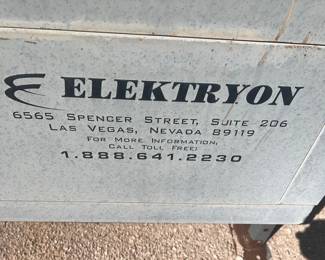 ELEKTRYON
6565 SPENCER STREET, SUITE 206
LAS VEGAS, NEVADA 89119
FOR MORE INFORMATION,
CALL TOLL FREE:
1.888.641.2230